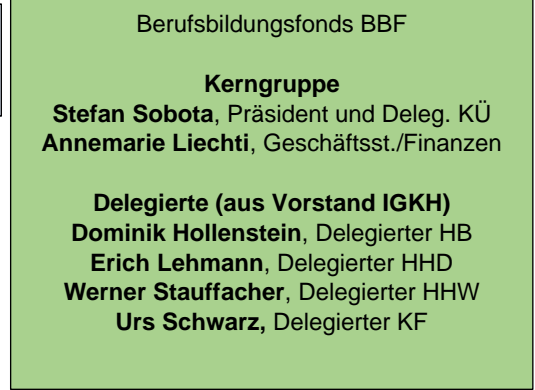 Berufsbildungsfonds BBF
Kerngruppe
Stefan Sobota, Präsident und Deleg. KÜ
Annemarie Liechti, Geschäftsst./Finanzen
Delegierte (aus Vorstand IGKH)
Dominik Hollenstein, Delegierter HB
Erich Lehmann, Delegierter HHD
Werner Stauffacher, Delegierter HHW
Urs Schwarz, Delegierter KF